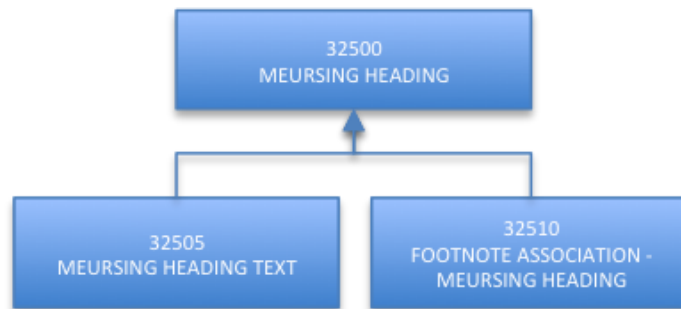 32500
MEURSING HEADING
32505
MEURSING HEADING TEXT
32510
FOOTNOTE ASSOCIATION -
MEURSING HEADING